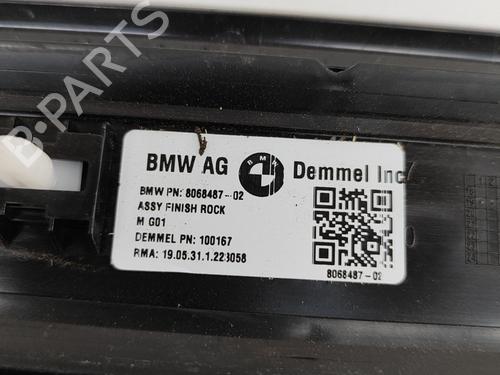 B-PARTS
BMW AG BMW Demmel Inc
BMW PN: 8068487-02
ASSY FINISH ROCK
M G01
DEMMEL PN: 100167
RMA: 19.05.31.1.223058
8068487-02